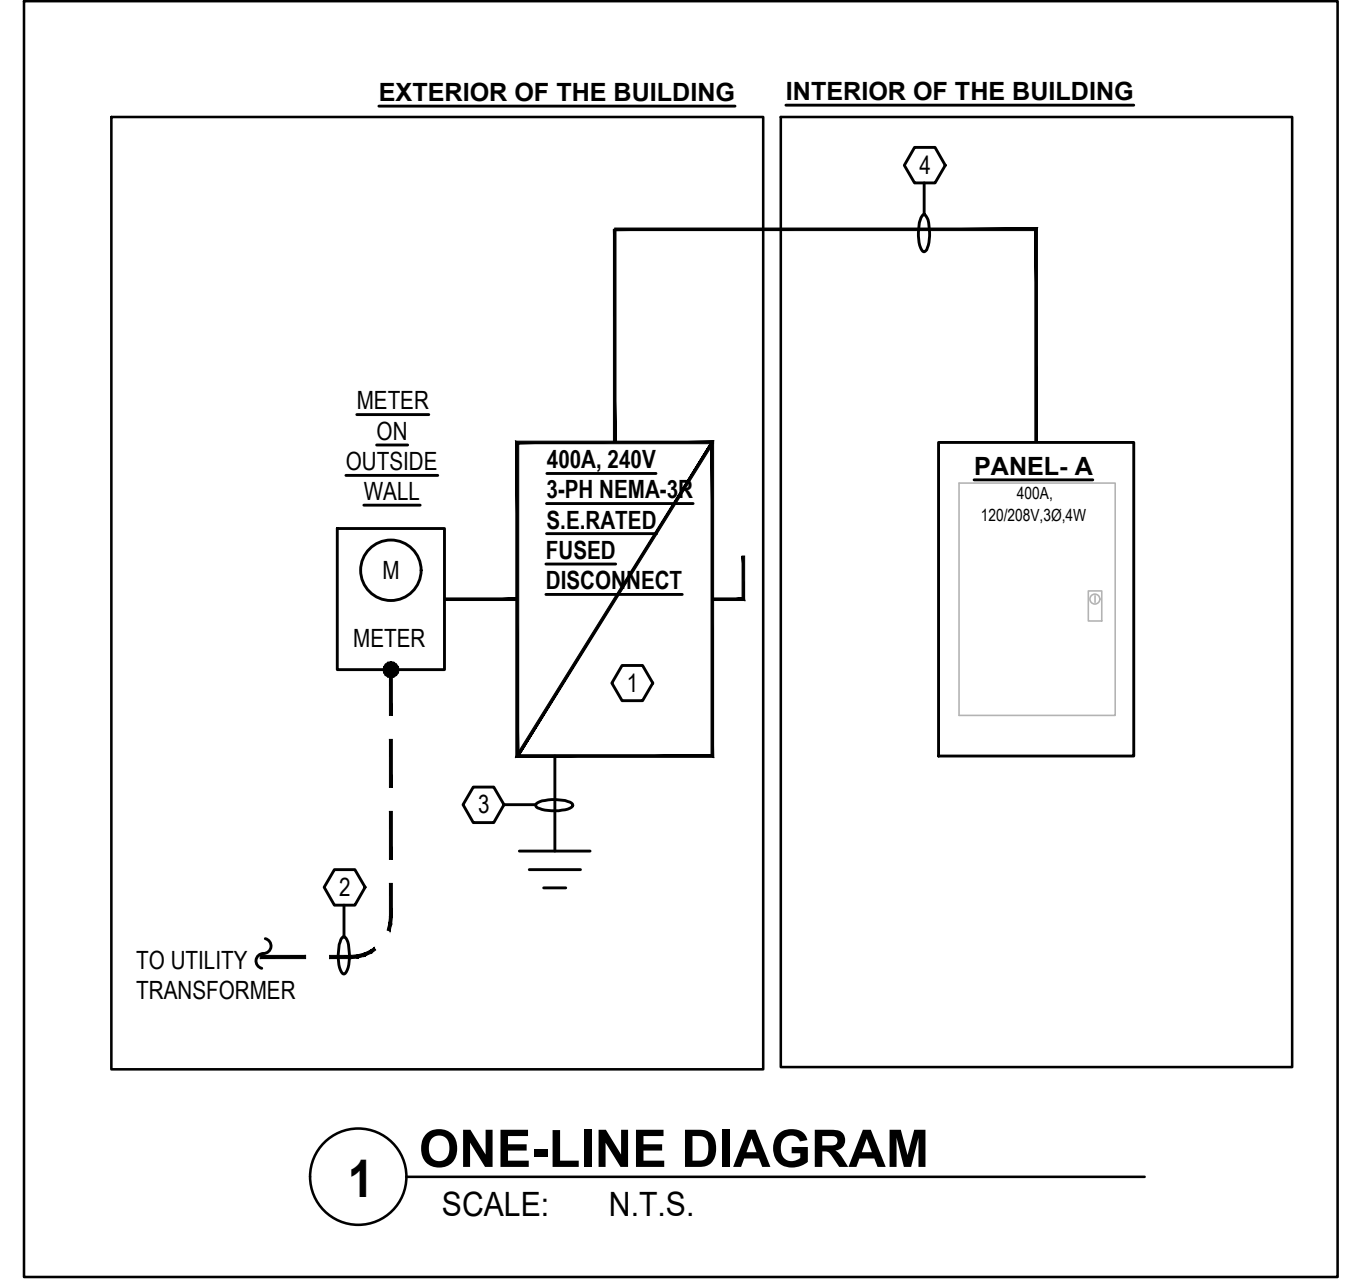 EXTERIOR OF THE BUILDING
INTERIOR OF THE BUILDING
4
METER
ON
OUTSIDE
WALL
M
METER
400A, 240V
3-PH NEMA-3R
S.E.RATED
FUSED
DISCONNECT
1
PANEL- A
400A,
120/208V,3Ø,4W
3
2
TO UTILITY
TRANSFORMER
1
ONE-LINE DIAGRAM
SCALE: N.T.S.